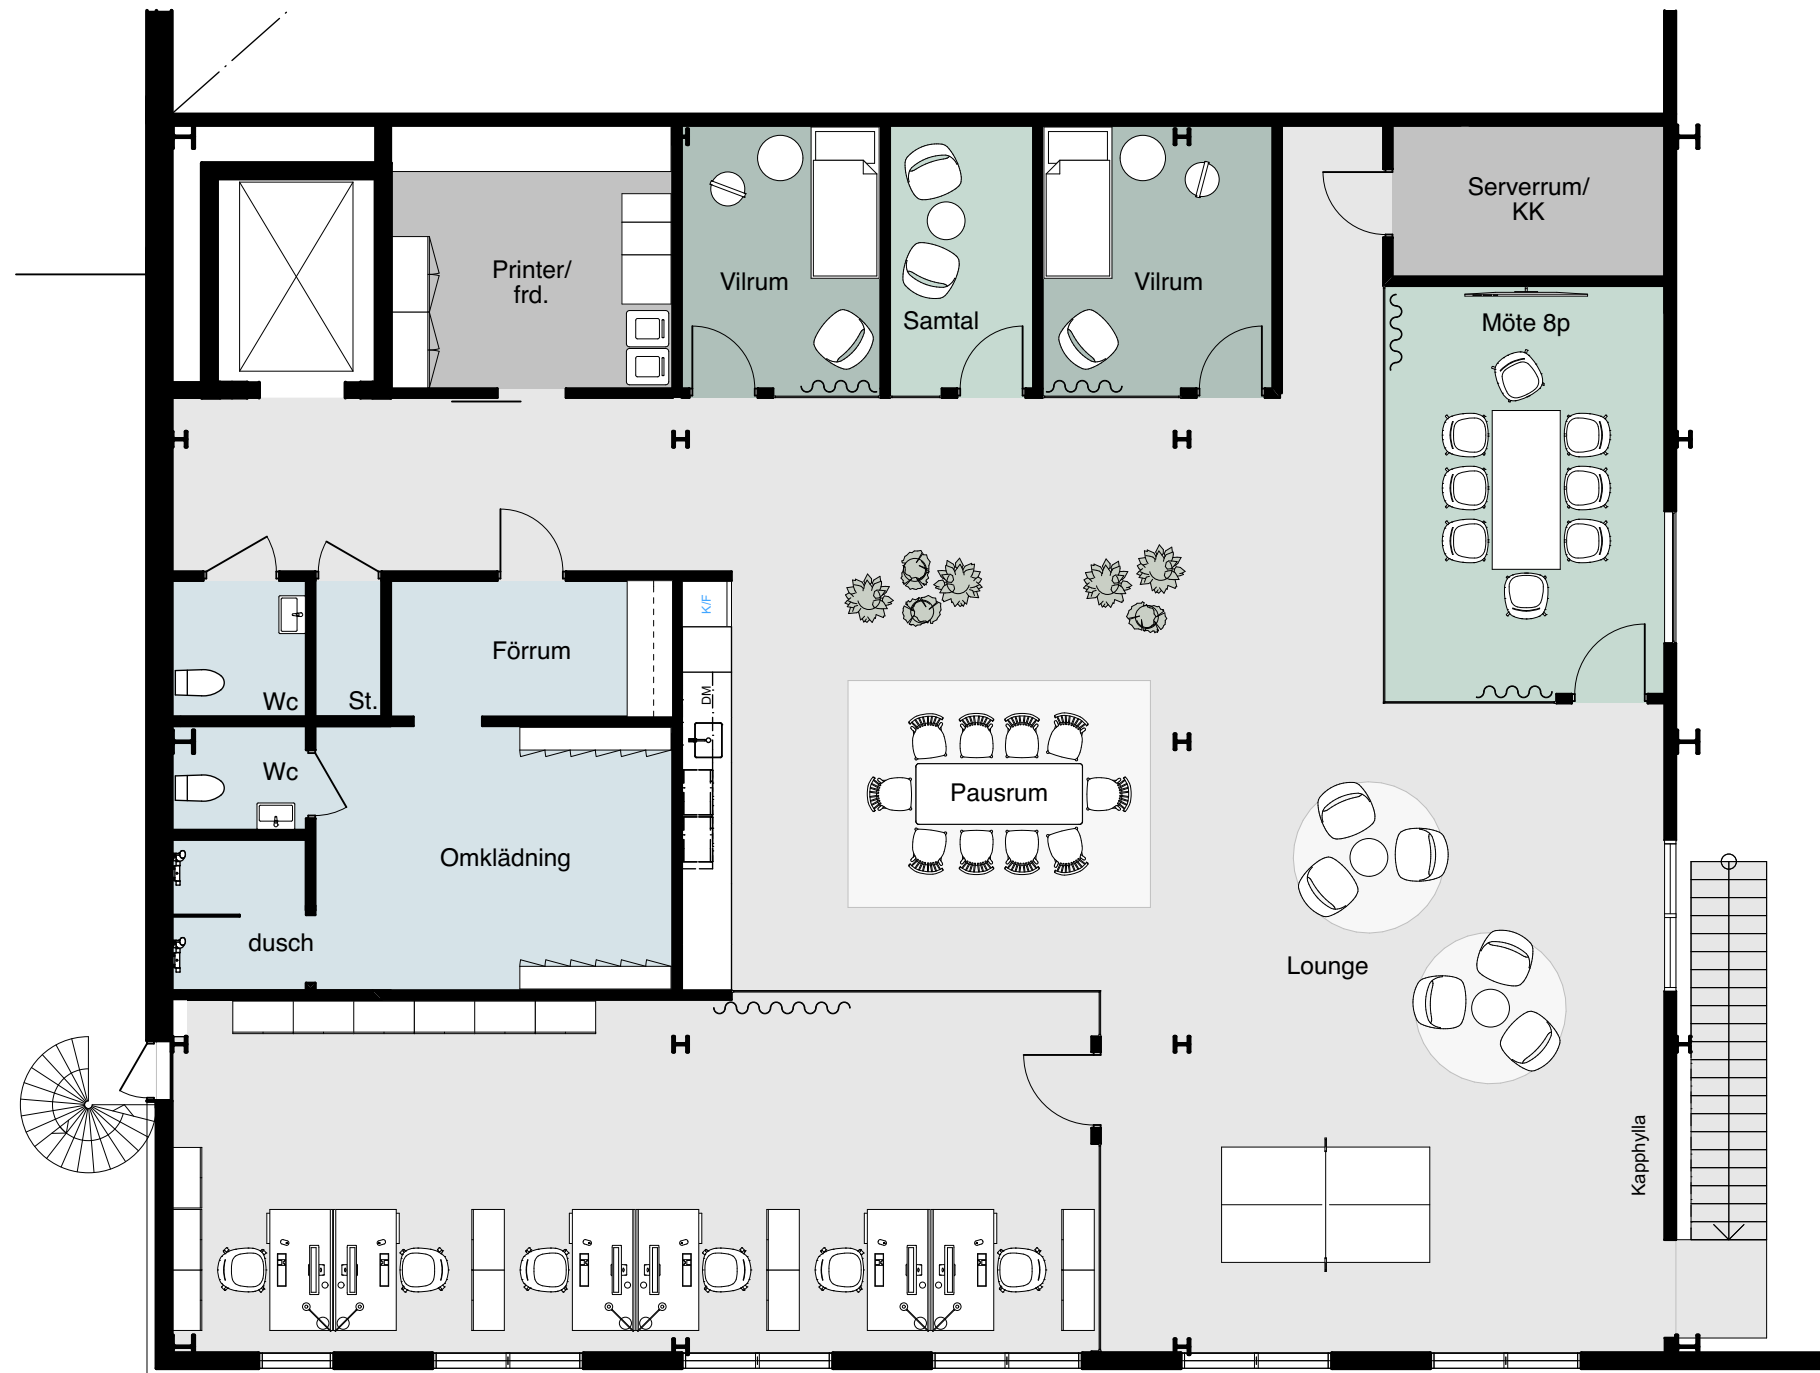 Serverrum/
KK
Printer/
frd.
Vilrum
Vilrum
Samtal
Möte 8p
K/F
Förrum
DM
Wc
St.
Wc
Pausrum
Omklädning
dusch
Lounge
Kapphylla